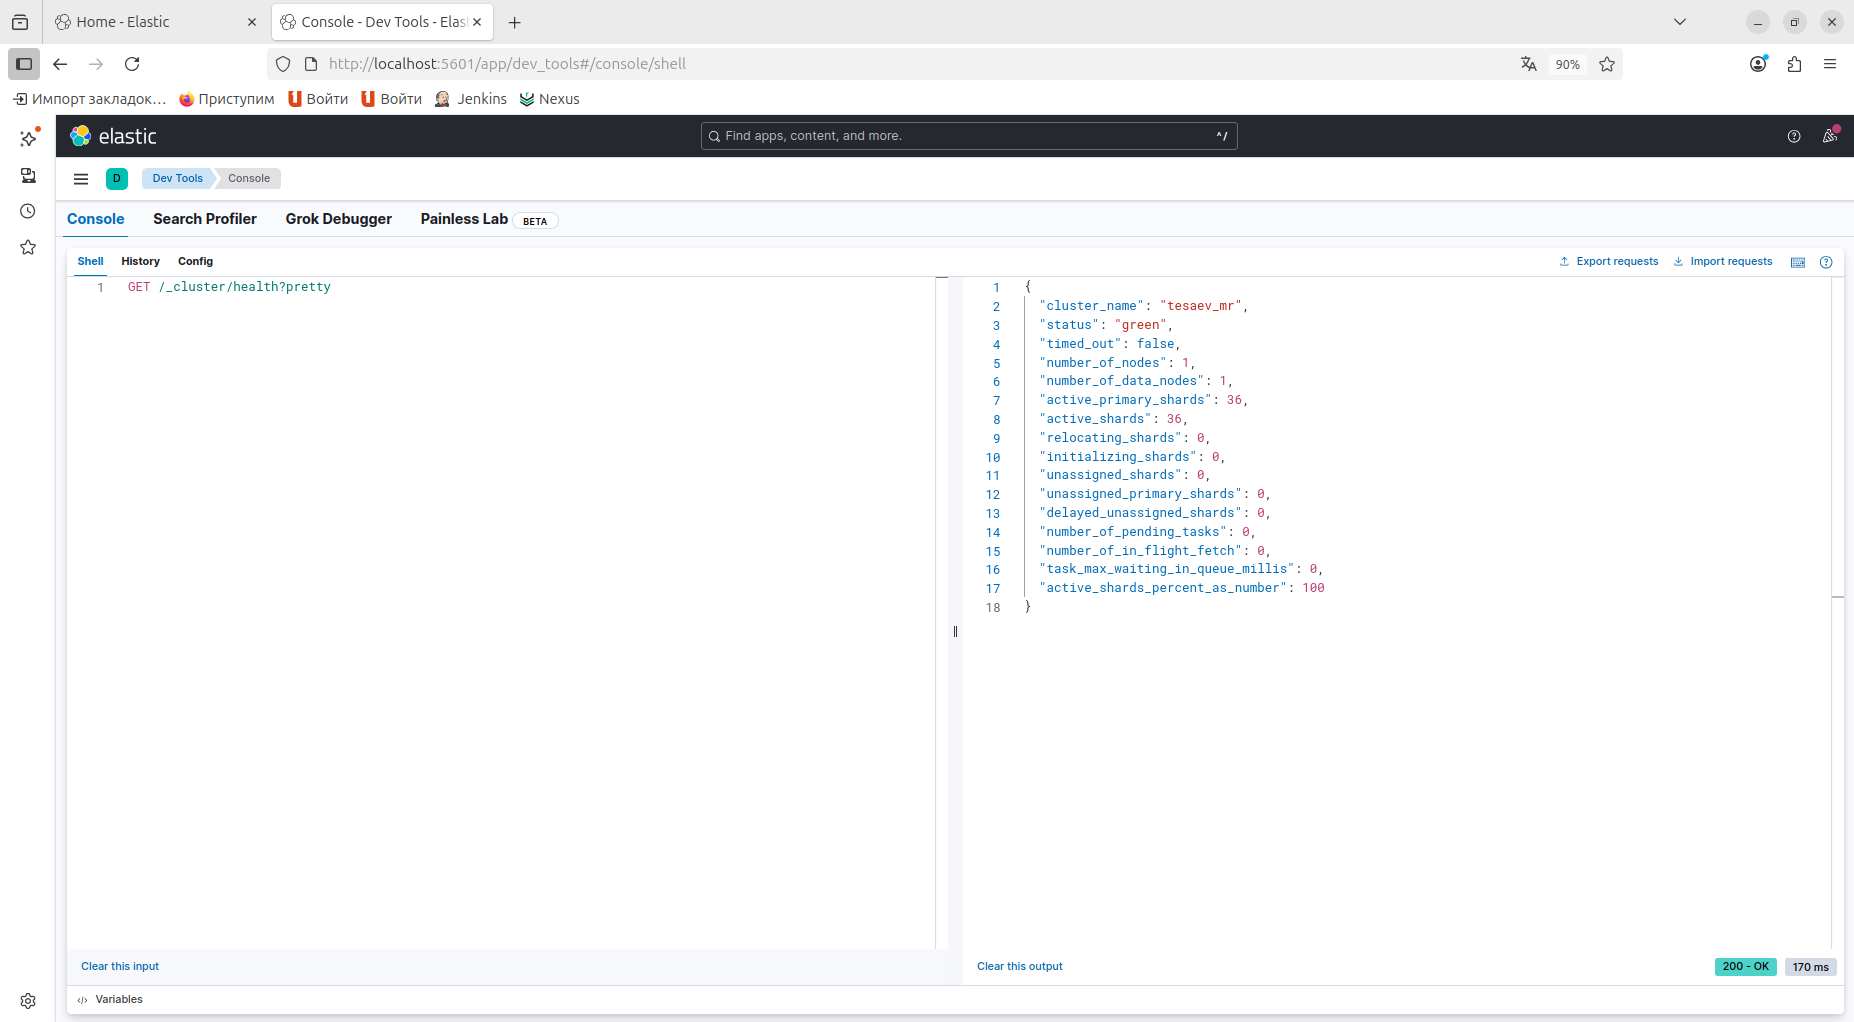 Home - Elastic
Console - Dev Tools - Elas
http://localhost:5601/app/dev_tools#/console/shell
90%
Импорт закладок…
Приступим
Войти
Войти
Jenkins
Nexus
elastic
Find apps, content, and more.
^/
D
Dev Tools
Console
Console
Search Profiler
Grok Debugger
Painless Lab
BETA
Shell
History
Config
Export requests
Import requests
1 GET /_cluster/health?pretty
1 {
2 "cluster_name": "tesaev_mr",
3 "status": "green",
4 "timed_out": false,
5 "number_of_nodes": 1,
6 "number_of_data_nodes": 1,
7 "active_primary_shards": 36,
8 "active_shards": 36,
9 "relocating_shards": 0,
10 "initializing_shards": 0,
11 "unassigned_shards": 0,
12 "unassigned_primary_shards": 0,
13 "delayed_unassigned_shards": 0,
14 "number_of_pending_tasks": 0,
15 "number_of_in_flight_fetch": 0,
16 "task_max_waiting_in_queue_millis": 0,
17 "active_shards_percent_as_number": 100
18 }
Clear this input
Clear this output
200 - OK
170 ms
Variables